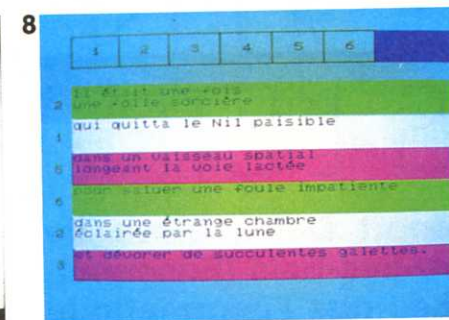 8
1 2 3 4 5 6
il était une fois
2 une folle sorcière
qui quitta le Nil paisible
1
dans un vaisseau spatial
5 longeant la voie lactée
pour saluer une foule impatiente
6
dans une étrange chambre
2 éclairée par la lune
et dévorer de succulentes galettes.
3